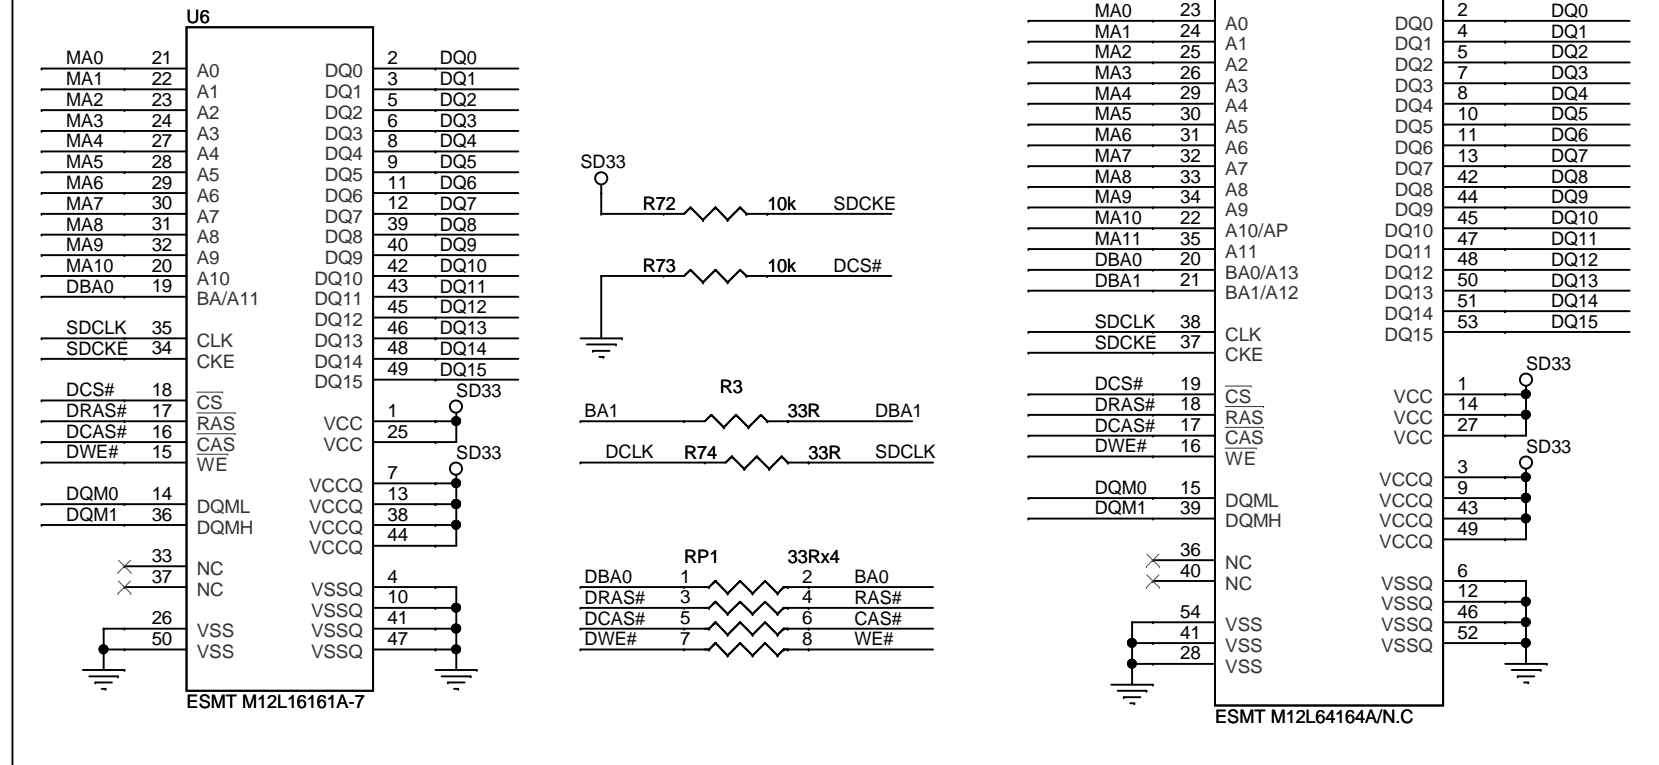 U6
MA0 21 A0 DQ0 2 DQ0
MA1 22 A1 DQ1 3 DQ1
MA2 23 A2 DQ2 5 DQ2
MA3 24 A3 DQ3 6 DQ3
MA4 27 A4 DQ4 8 DQ4
MA5 28 A5 DQ5 9 DQ5
MA6 29 A6 DQ6 11 DQ6
MA7 30 A7 DQ7 12 DQ7
MA8 31 A8 DQ8 39 DQ8
MA9 32 A9 DQ9 40 DQ9
MA10 20 A10 DQ10 42 DQ10
DBA0 19 BA/A11 DQ11 43 DQ11
DQ12 45 DQ12
SDCLK 35 CLK DQ13 46 DQ13
SDCKE 34 CKE DQ14 48 DQ14
DQ15 49 DQ15
SD33
DCS# 18 CS
DRAS# 17 RAS VCC 1
DCAS# 16 CAS VCC 25
DWE# 15 WE
SD33
VCCQ 7
DQM0 14 DQML VCCQ 13
DQM1 36 DQMH VCCQ 38
VCCQ 44
33 NC
37 NC VSSQ 4
VSSQ 10
26 VSS VSSQ 41
50 VSS VSSQ 47
ESMT M12L16161A-7
SD33
R72 10k SDCKE
R73 10k DCS#
R3
BA1 33R DBA1
DCLK R74 33R SDCLK
RP1 33Rx4
DBA0 1 2 BA0
DRAS# 3 4 RAS#
DCAS# 5 6 CAS#
DWE# 7 8 WE#
MA0 23 A0 DQ0 2 DQ0
MA1 24 A1 DQ1 4 DQ1
MA2 25 A2 DQ2 5 DQ2
MA3 26 A3 DQ3 7 DQ3
MA4 29 A4 DQ4 8 DQ4
MA5 30 A5 DQ5 10 DQ5
MA6 31 A6 DQ6 11 DQ6
MA7 32 A7 DQ7 13 DQ7
MA8 33 A8 DQ8 42 DQ8
MA9 34 A9 DQ9 44 DQ9
MA10 22 A10/AP DQ10 45 DQ10
MA11 35 A11 DQ11 47 DQ11
DBA0 20 BA0/A13 DQ12 48 DQ12
DBA1 21 BA1/A12 DQ13 50 DQ13
DQ14 51 DQ14
SDCLK 38 CLK DQ15 53 DQ15
SDCKE 37 CKE
SD33
DCS# 19 CS VCC 1
DRAS# 18 RAS VCC 14
DCAS# 17 CAS VCC 27
DWE# 16 WE
SD33
VCCQ 3
DQM0 15 DQML VCCQ 9
DQM1 39 DQMH VCCQ 43
VCCQ 49
36 NC
40 NC VSSQ 6
VSSQ 12
54 VSS VSSQ 46
41 VSS VSSQ 52
28 VSS
ESMT M12L64164A/N.C